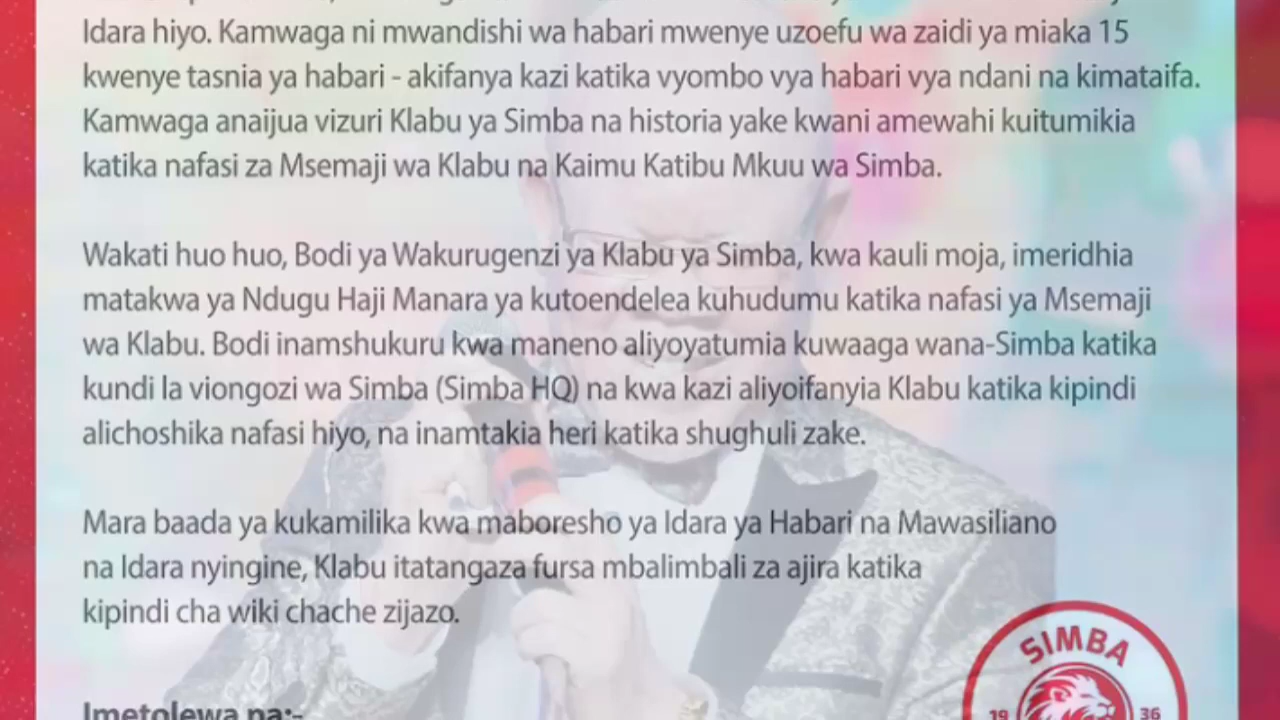 Idara hiyo. Kamwaga ni mwandishi wa habari mwenye uzoefu wa zaidi ya miaka 15
kwenye tasnia ya habari - akifanya kazi katika vyombo vya habari vya ndani na kimataifa.
Kamwaga anaijua vizuri Klabu ya Simba na historia yake kwani amewahi kuitumikia
katika nafasi za Msemaji wa Klabu na Kaimu Katibu Mkuu wa Simba.
Wakati huo huo, Bodi ya Wakurugenzi ya Klabu ya Simba, kwa kauli moja, imeridhia
matakwa ya Ndugu Haji Manara ya kutoendelea kuhudumu katika nafasi ya Msemaji
wa Klabu. Bodi inamshukuru kwa maneno aliyoyatumia kuwaaga wana-Simba katika
kundi la viongozi wa Simba (Simba HQ) na kwa kazi aliyoifanyia Klabu katika kipindi
alichoshika nafasi hiyo, na inamtakia heri katika shughuli zake.
Mara baada ya kukamilika kwa maboresho ya Idara ya Habari na Mawasiliano
na Idara nyingine, Klabu itatangaza fursa mbalimbali za ajira katika
kipindi cha wiki chache zijazo.
SIMBA
19 36
Imetolewa na:-